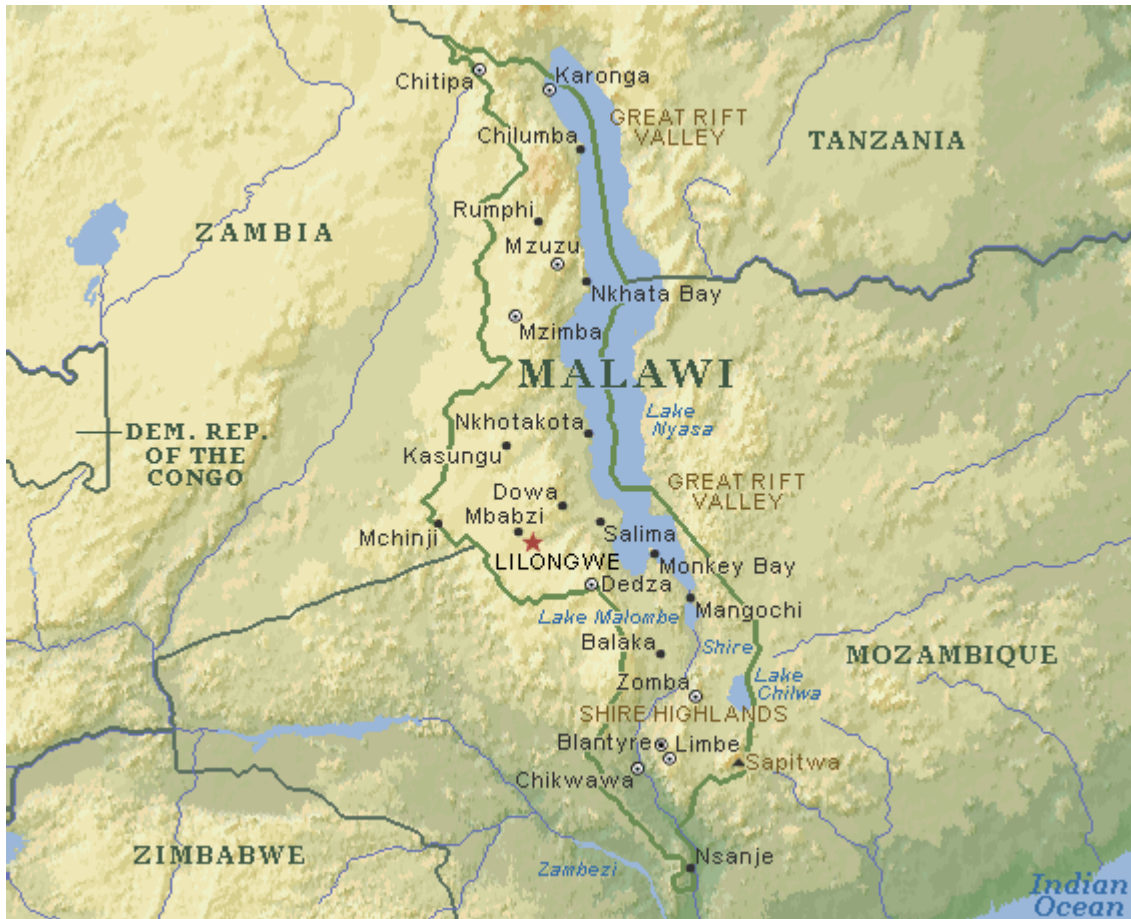 Chitipa
Karonga
GREAT RIFT
VALLEY
TANZANIA
Chilumba
Rumphi
ZAMBIA
Mzuzu
Nkhata Bay
Mzimba
MALAWI
Lake
Nyasa
Nkhotakota
DEM. REP.
OF THE
CONGO
Kasungu
GREAT RIFT
VALLEY
Dowa
Mbabzi
Mchinji
Salima
LILONGWE
Monkey Bay
Dedza
Mangochi
Lake Malombe
Balaka
Shire
MOZAMBIQUE
Lake
Chilwa
Zomba
SHIRE HIGHLANDS
Blantyre
Limbe
Sapitwa
Chikwawa
ZIMBABWE
Nsanje
Zambezi
Indian
Ocean